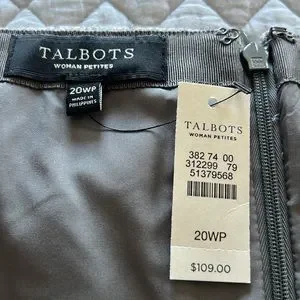 TALBOTS
WOMAN PETITES
20WP
MADE IN
PHILIPPINES
TALBOTS
WOMAN PETITES
382 74 00
312299 79
51379568
20WP
$109.00